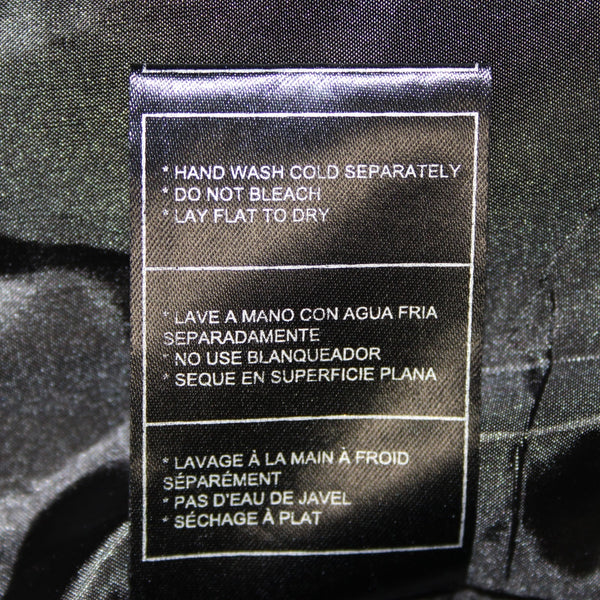 * HAND WASH COLD SEPARATELY
* DO NOT BLEACH
* LAY FLAT TO DRY
* LAVE A MANO CON AGUA FRIA
SEPARADAMENTE
* NO USE BLANQUEADOR
* SEQUE EN SUPERFICIE PLANA
* LAVAGE À LA MAIN À FROID
SÉPARÉMENT
* PAS D'EAU DE JAVEL
* SÉCHAGE À PLAT